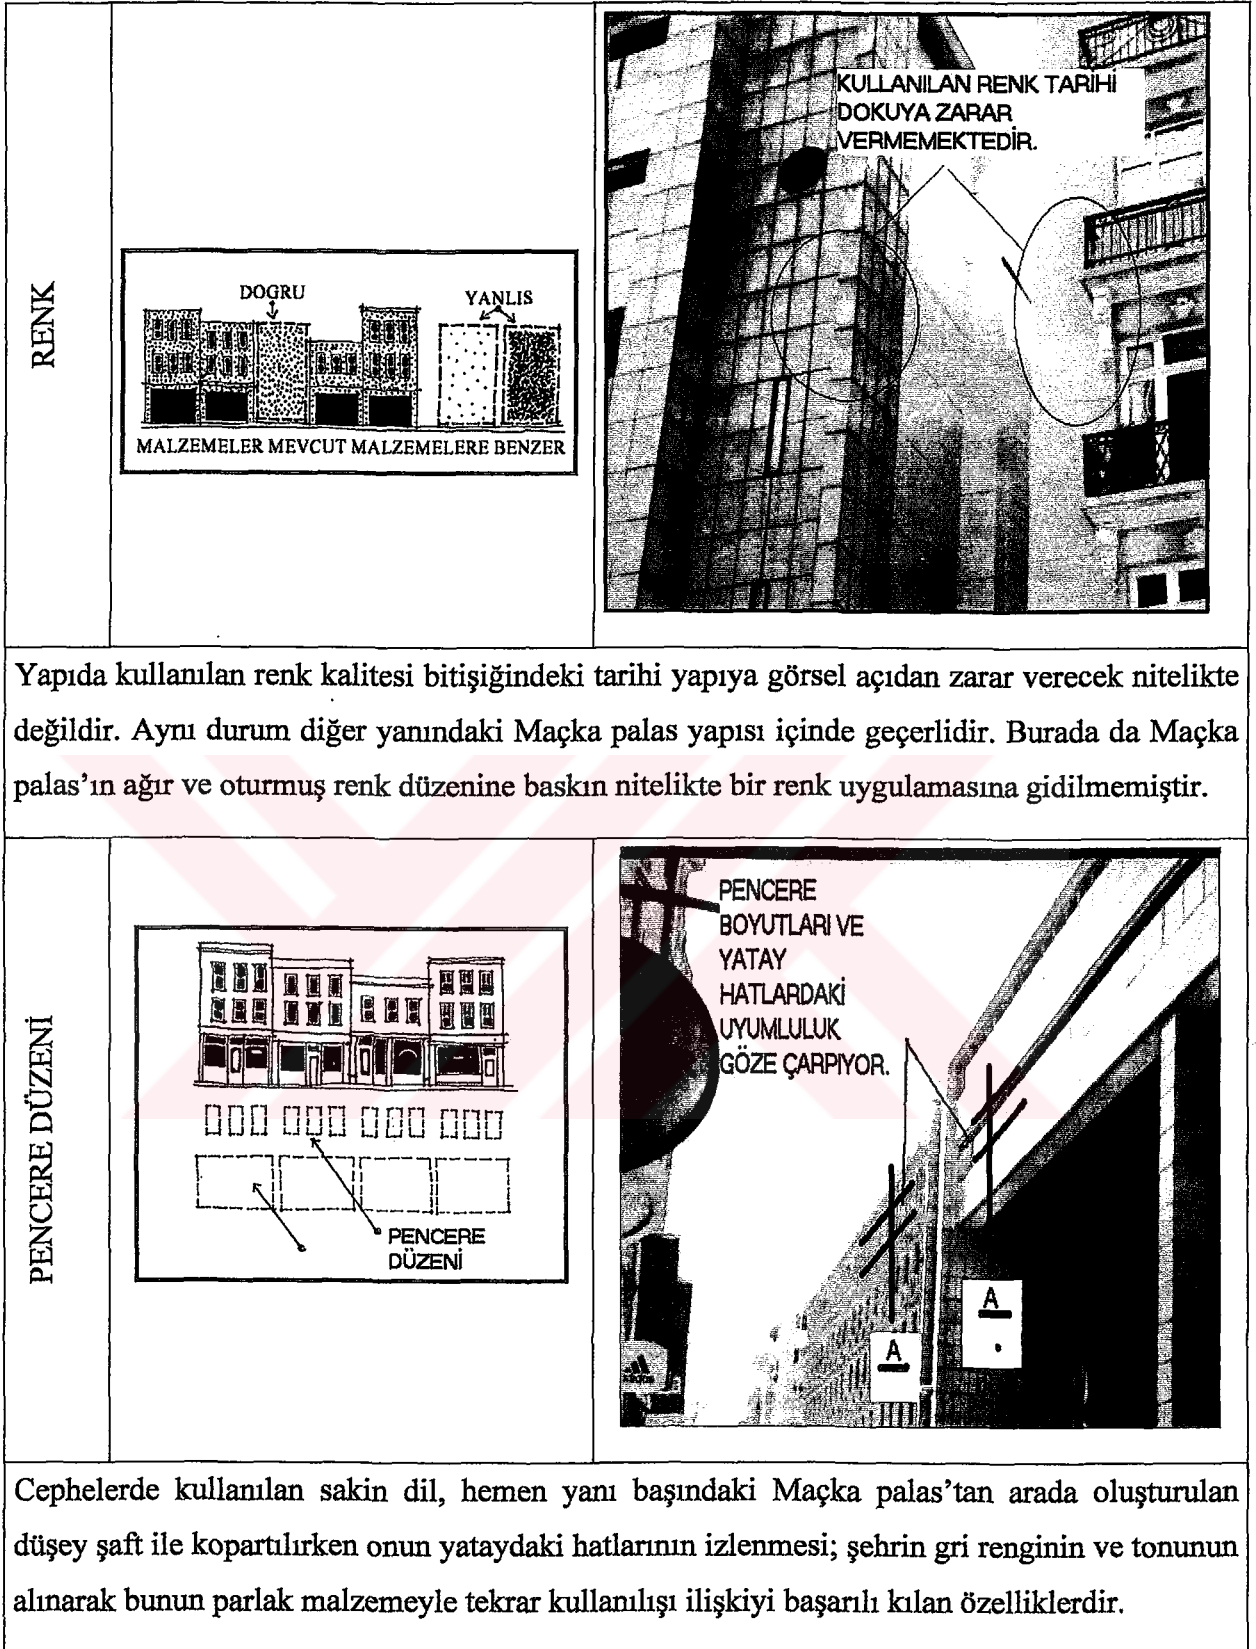 RENK
DOGRU
YANLIS
MALZEMELER MEVCUT MALZEMELERE BENZER
KULLANILAN RENK TARİHİ
DOKUYA ZARAR
VERMEMEKTEDİR.
Yapıda kullanılan renk kalitesi bitişiğindeki tarihi yapıya görsel açıdan zarar verecek nitelikte
değildir. Aynı durum diğer yanındaki Maçka palas yapısı içinde geçerlidir. Burada da Maçka
palas’ın ağır ve oturmuş renk düzenine baskın nitelikte bir renk uygulamasına gidilmemiştir.
PENCERE DÜZENİ
PENCERE
DÜZENİ
PENCERE
BOYUTLARI VE
YATAY
HATLARDAKİ
UYUMLULUK
GÖZE ÇARPIYOR.
A
A
adidas
Cephelerde kullanılan sakin dil, hemen yanı başındaki Maçka palas’tan arada oluşturulan
düşey şaft ile kopartılırken onun yataydaki hatlarının izlenmesi; şehrin gri renginin ve tonunun
alınarak bunun parlak malzemeyle tekrar kullanılışı ilişkiyi başarılı kılan özelliklerdir.